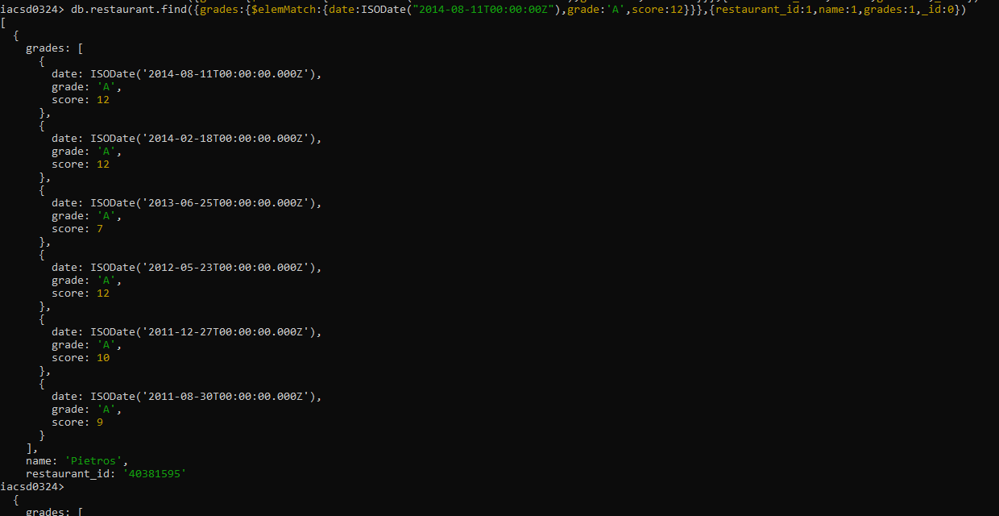 iacsd0324> db.restaurant.find({grades:{$elemMatch:{date:ISODate("2014-08-11T00:00:00Z"),grade:'A',score:12}}},{restaurant_id:1,name:1,grades:1,_id:0})
[
  {
    grades: [
      {
        date: ISODate('2014-08-11T00:00:00.000Z'),
        grade: 'A',
        score: 12
      },
      {
        date: ISODate('2014-02-18T00:00:00.000Z'),
        grade: 'A',
        score: 12
      },
      {
        date: ISODate('2013-06-25T00:00:00.000Z'),
        grade: 'A',
        score: 7
      },
      {
        date: ISODate('2012-05-23T00:00:00.000Z'),
        grade: 'A',
        score: 12
      },
      {
        date: ISODate('2011-12-27T00:00:00.000Z'),
        grade: 'A',
        score: 10
      },
      {
        date: ISODate('2011-08-30T00:00:00.000Z'),
        grade: 'A',
        score: 9
      }
    ],
    name: 'Pietros',
    restaurant_id: '40381595'
iacsd0324>
  {
    grades: [